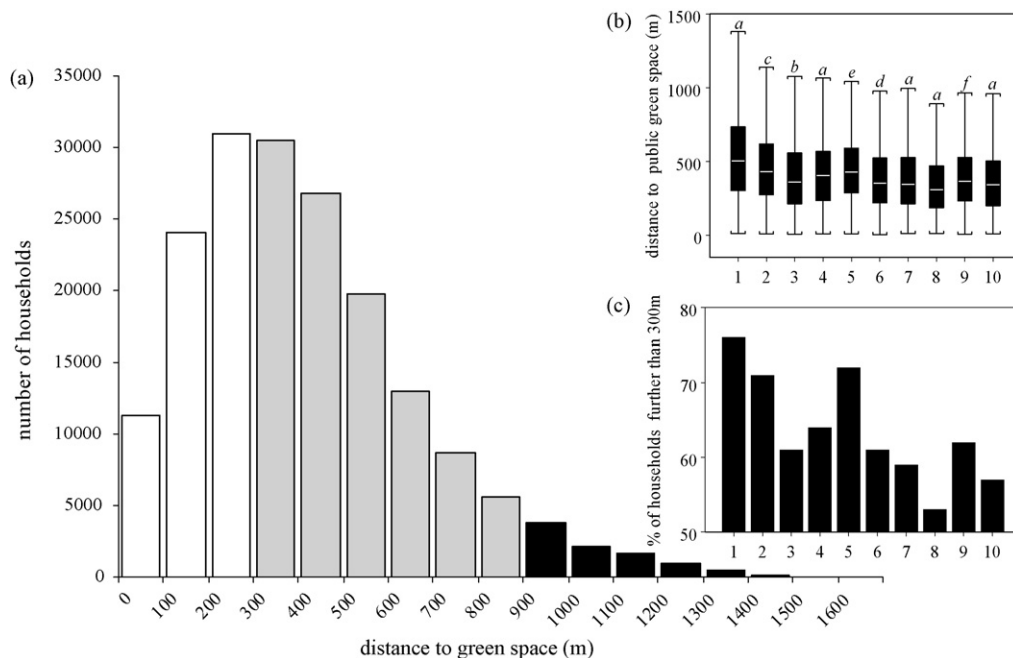 (a)
number of households
35000
30000
25000
20000
15000
10000
5000
0
0 100 200 300 400 500 600 700 800 900 1000 1100 1200 1300 1400 1500 1600
distance to green space (m)
(b)
distance to public green space (m)
1500
1000
500
0
a c b a e d a a f a
1 2 3 4 5 6 7 8 9 10
(c)
% of households further than 300m
80
70
60
50
1 2 3 4 5 6 7 8 9 10